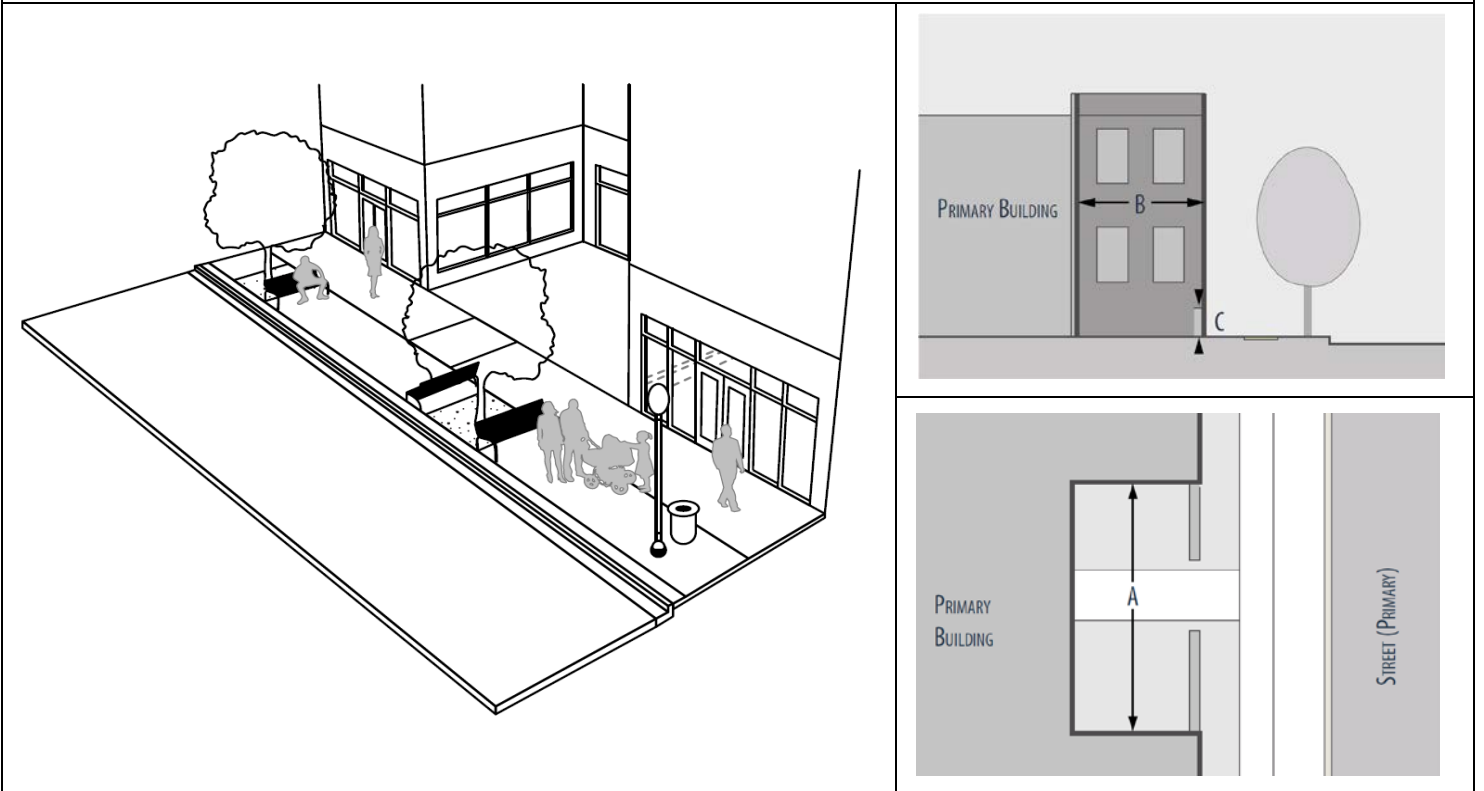 PRIMARY BUILDING
B
C
A
PRIMARY
BUILDING
STREET (PRIMARY)